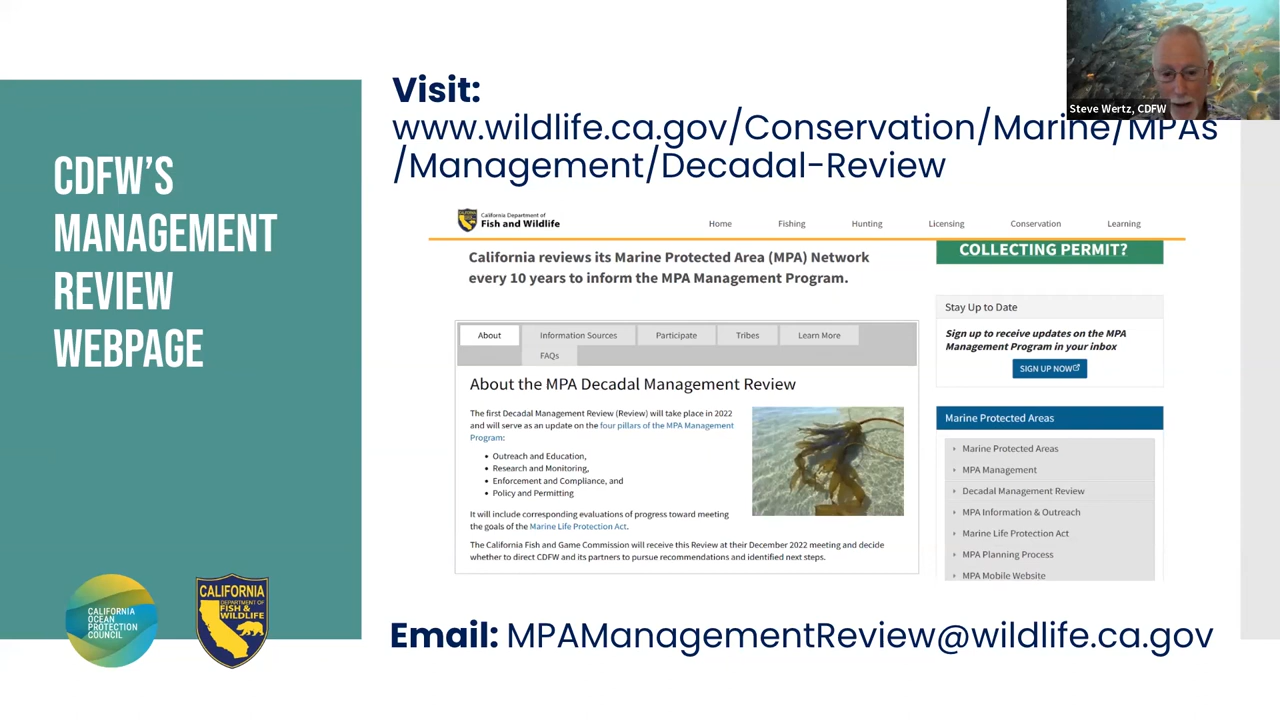 Visit:
www.wildlife.ca.gov/Conservation/Marine/MPAs
/Management/Decadal-Review
Steve Wertz, CDFW
CDFW'S
MANAGEMENT
REVIEW
WEBPAGE
California Department of
Fish and Wildlife
Home Fishing Hunting Licensing Conservation Learning
California reviews its Marine Protected Area (MPA) Network
every 10 years to inform the MPA Management Program.
About Information Sources Participate Tribes Learn More
FAQs
About the MPA Decadal Management Review
The first Decadal Management Review (Review) will take place in 2022
and will serve as an update on the four pillars of the MPA Management
Program:
• Outreach and Education,
• Research and Monitoring,
• Enforcement and Compliance, and
• Policy and Permitting
It will include corresponding evaluations of progress toward meeting
the goals of the Marine Life Protection Act.
The California Fish and Game Commission will receive this Review at their December 2022 meeting and decide
whether to direct CDFW and its partners to pursue recommendations and identified next steps.
COLLECTING PERMIT?
Stay Up to Date
Sign up to receive updates on the MPA
Management Program in your inbox
SIGN UP NOW
Marine Protected Areas
Marine Protected Areas
MPA Management
Decadal Management Review
MPA Information & Outreach
Marine Life Protection Act
MPA Planning Process
MPA Mobile Website
CALIFORNIA
OCEAN
PROTECTION
COUNCIL
CALIFORNIA
DEPARTMENT OF
FISH &
WILDLIFE
Email: MPAManagementReview@wildlife.ca.gov